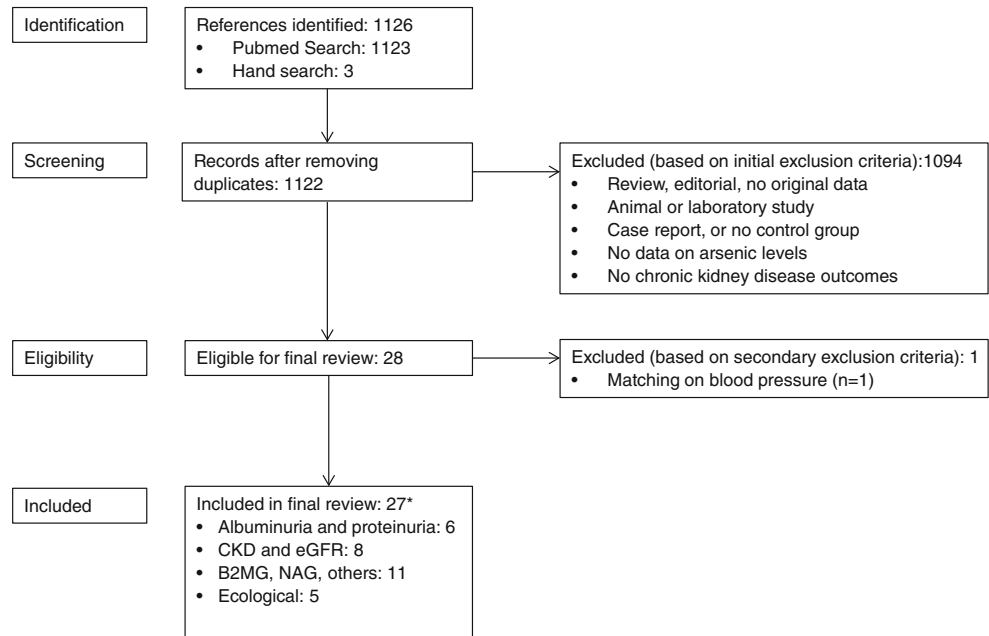 Identification
References identified: 1126
• Pubmed Search: 1123
• Hand search: 3
Screening
Records after removing
duplicates: 1122
Excluded (based on initial exclusion criteria):1094
• Review, editorial, no original data
• Animal or laboratory study
• Case report, or no control group
• No data on arsenic levels
• No chronic kidney disease outcomes
Eligibility
Eligible for final review: 28
Excluded (based on secondary exclusion criteria): 1
• Matching on blood pressure (n=1)
Included
Included in final review: 27*
• Albuminuria and proteinuria: 6
• CKD and eGFR: 8
• B2MG, NAG, others: 11
• Ecological: 5